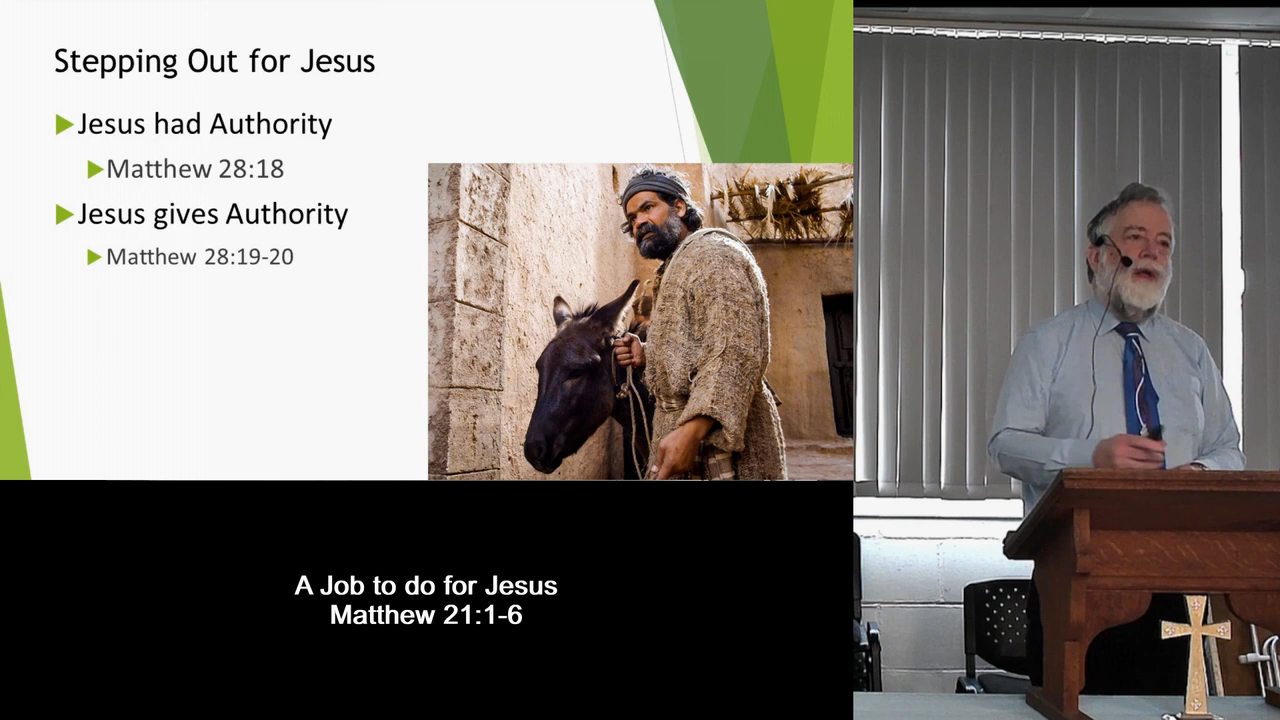 Stepping Out for Jesus
Jesus had Authority
Matthew 28:18
Jesus gives Authority
Matthew 28:19-20
A Job to do for Jesus
Matthew 21:1-6